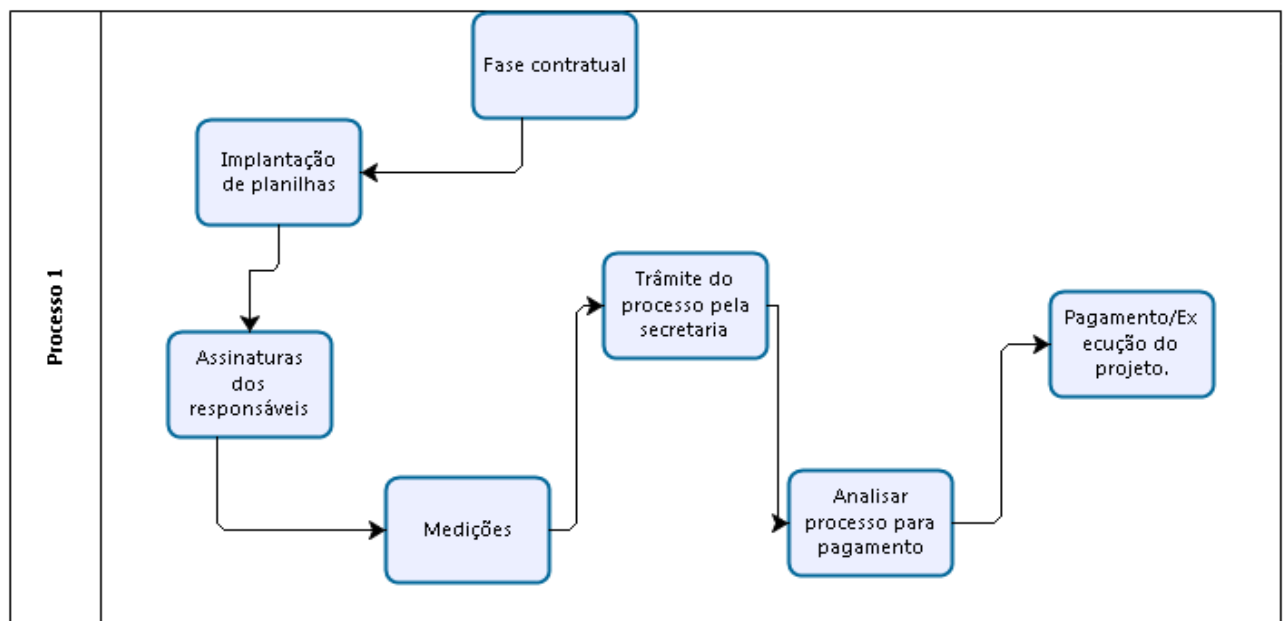 Processo 1
Fase contratual
Implantação
de planilhas
Assinaturas
dos
responsáveis
Medições
Trâmite do
processo pela
secretaria
Analisar
processo para
pagamento
Pagamento/Ex
ecução do
projeto.